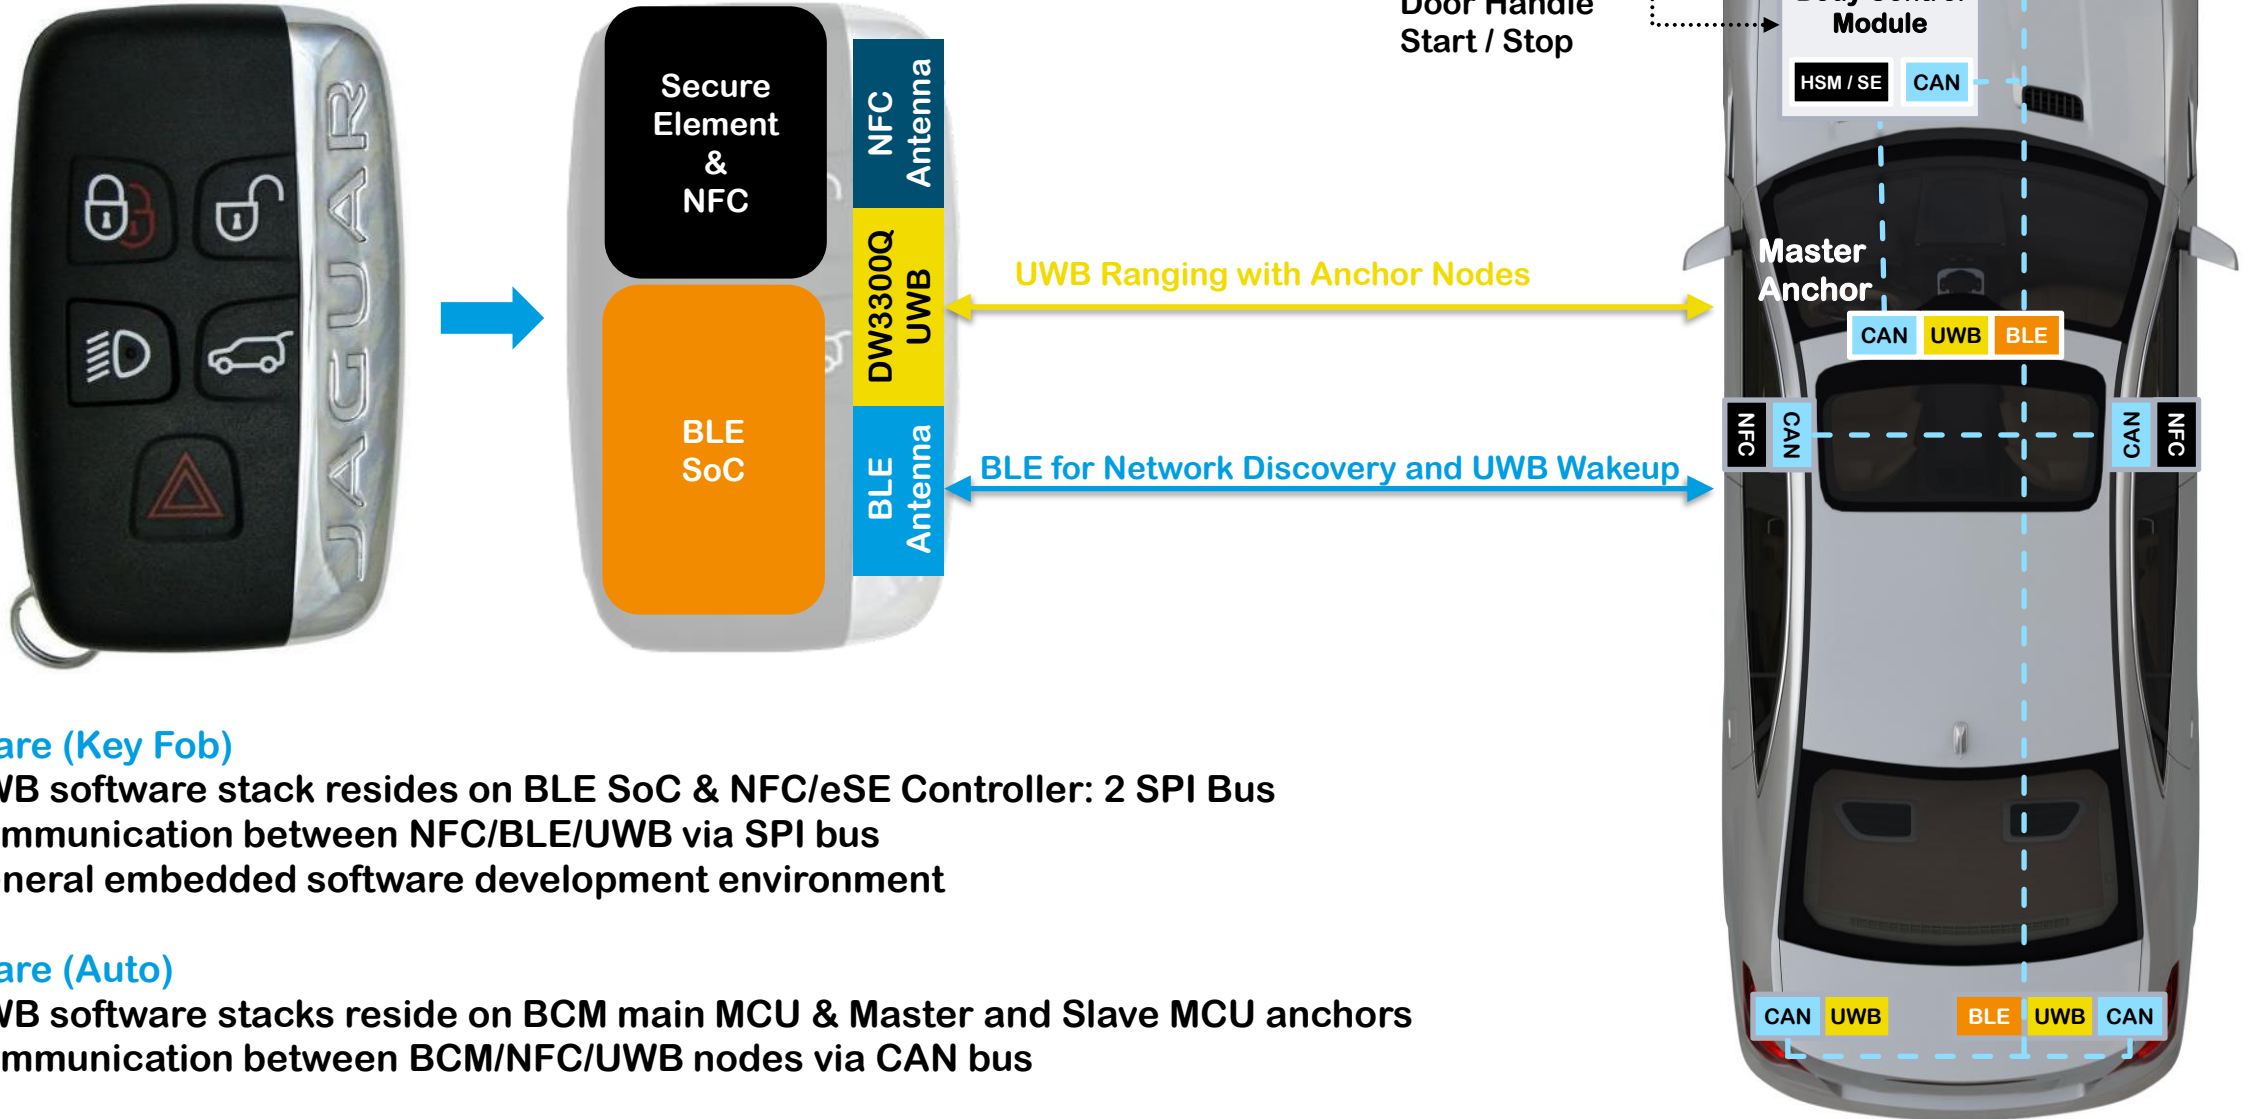 JAGUAR
Secure
Element
&
NFC
BLE
SoC
NFC
Antenna
DW3300Q
UWB
BLE
Antenna
UWB Ranging with Anchor Nodes
BLE for Network Discovery and UWB Wakeup
Door Handle
Start / Stop
Body Control
Module
HSM / SE CAN
Master
Anchor
CAN UWB BLE
NFC CAN
CAN NFC
CAN UWB
BLE UWB CAN
are (Key Fob)
WB software stack resides on BLE SoC & NFC/eSE Controller: 2 SPI Bus
mmunication between NFC/BLE/UWB via SPI bus
neral embedded software development environment
are (Auto)
WB software stacks reside on BCM main MCU & Master and Slave MCU anchors
mmunication between BCM/NFC/UWB nodes via CAN bus